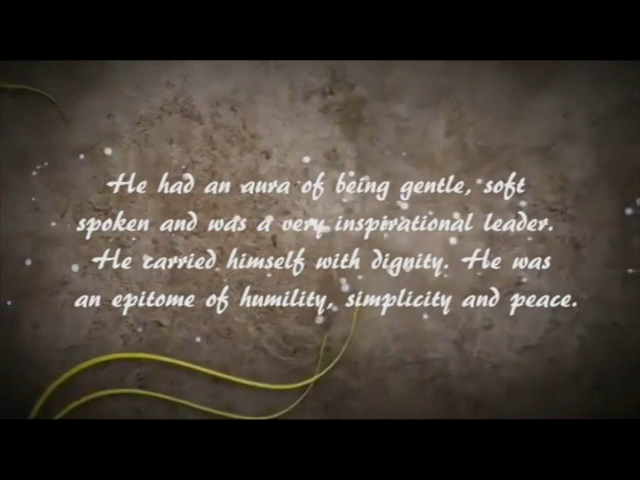 He had an aura of being gentle, soft
spoken and was a very inspirational leader.
He carried himself with dignity. He was
an epitome of humility, simplicity and peace.